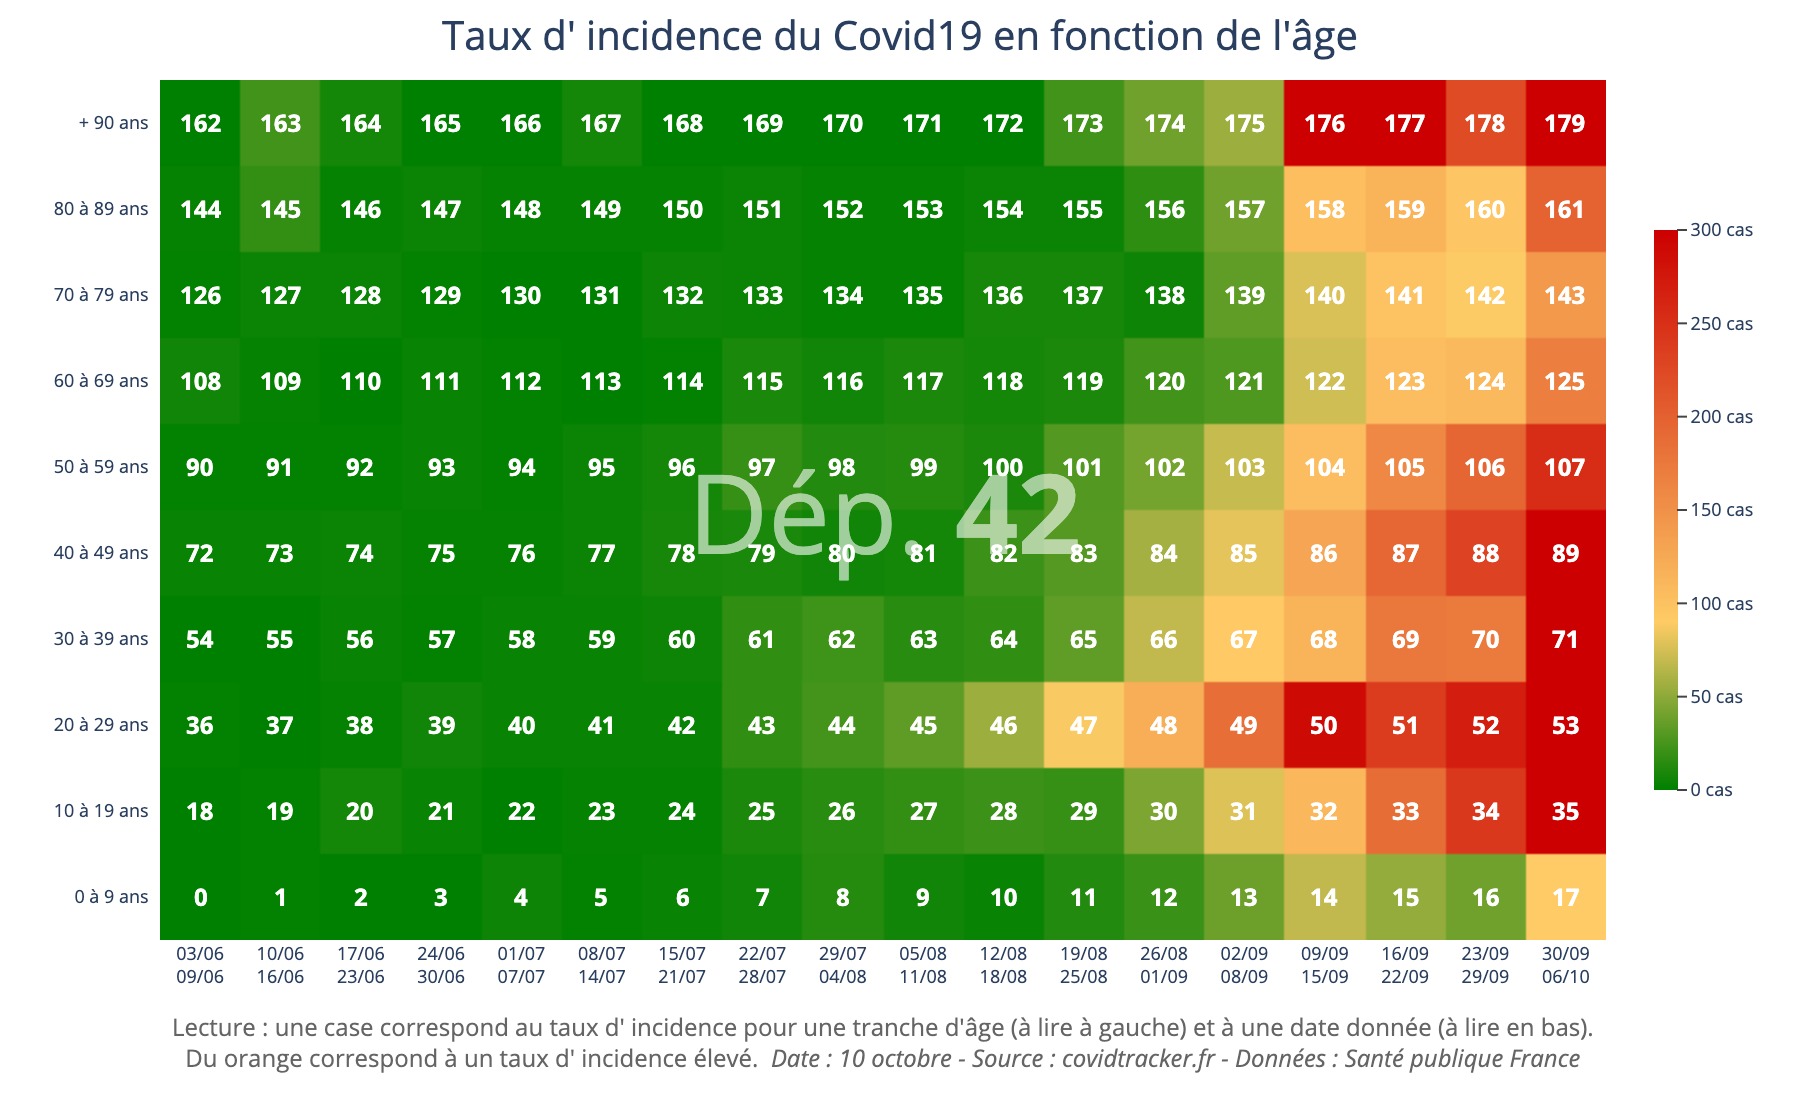 Taux d' incidence du Covid19 en fonction de l'âge
+ 90 ans 162 163 164 165 166 167 168 169 170 171 172 173 174 175 176 177 178 179
80 à 89 ans 144 145 146 147 148 149 150 151 152 153 154 155 156 157 158 159 160 161
70 à 79 ans 126 127 128 129 130 131 132 133 134 135 136 137 138 139 140 141 142 143
60 à 69 ans 108 109 110 111 112 113 114 115 116 117 118 119 120 121 122 123 124 125
50 à 59 ans 90 91 92 93 94 95 96 97 98 99 100 101 102 103 104 105 106 107
Dép. 42
40 à 49 ans 72 73 74 75 76 77 78 79 80 81 82 83 84 85 86 87 88 89
30 à 39 ans 54 55 56 57 58 59 60 61 62 63 64 65 66 67 68 69 70 71
20 à 29 ans 36 37 38 39 40 41 42 43 44 45 46 47 48 49 50 51 52 53
10 à 19 ans 18 19 20 21 22 23 24 25 26 27 28 29 30 31 32 33 34 35
0 à 9 ans 0 1 2 3 4 5 6 7 8 9 10 11 12 13 14 15 16 17
03/06 10/06 17/06 24/06 01/07 08/07 15/07 22/07 29/07 05/08 12/08 19/08 26/08 02/09 09/09 16/09 23/09 30/09
09/06 16/06 23/06 30/06 07/07 14/07 21/07 28/07 04/08 11/08 18/08 25/08 01/09 08/09 15/09 22/09 29/09 06/10
300 cas
250 cas
200 cas
150 cas
100 cas
50 cas
0 cas
Lecture : une case correspond au taux d' incidence pour une tranche d'âge (à lire à gauche) et à une date donnée (à lire en bas).
Du orange correspond à un taux d' incidence élevé. Date : 10 octobre - Source : covidtracker.fr - Données : Santé publique France